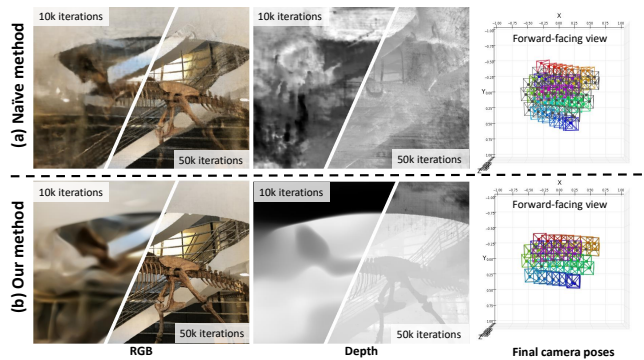 (a) Naïve method
10k iterations
50k iterations
10k iterations
50k iterations
X
Forward-facing view
Y
(b) Our method
10k iterations
50k iterations
10k iterations
50k iterations
X
Forward-facing view
Y
RGB
Depth
Final camera poses